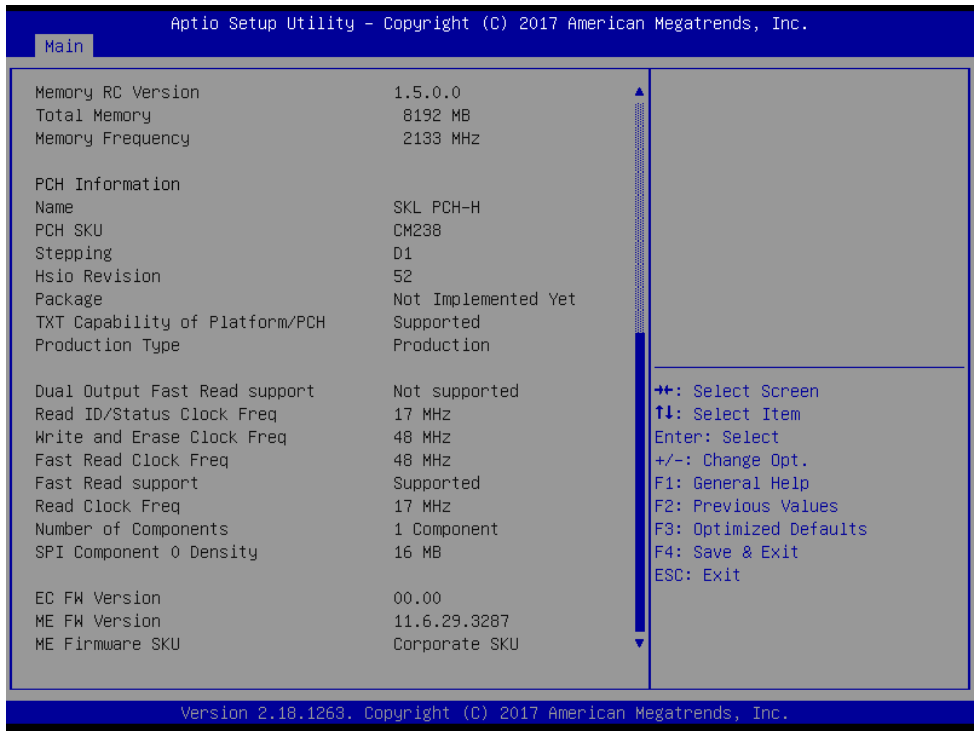 Aptio Setup Utility – Copyright (C) 2017 American Megatrends, Inc.
Main
Memory RC Version 1.5.0.0
Total Memory 8192 MB
Memory Frequency 2133 MHz
PCH Information
Name SKL PCH-H
PCH SKU CM238
Stepping D1
Hsio Revision 52
Package Not Implemented Yet
TXT Capability of Platform/PCH Supported
Production Type Production
Dual Output Fast Read support Not supported
Read ID/Status Clock Freq 17 MHz
Write and Erase Clock Freq 48 MHz
Fast Read Clock Freq 48 MHz
Fast Read support Supported
Read Clock Freq 17 MHz
Number of Components 1 Component
SPI Component 0 Density 16 MB
EC FW Version 00.00
ME FW Version 11.6.29.3287
ME Firmware SKU Corporate SKU
→←: Select Screen
↑↓: Select Item
Enter: Select
+/-: Change Opt.
F1: General Help
F2: Previous Values
F3: Optimized Defaults
F4: Save & Exit
ESC: Exit
Version 2.18.1263. Copyright (C) 2017 American Megatrends, Inc.